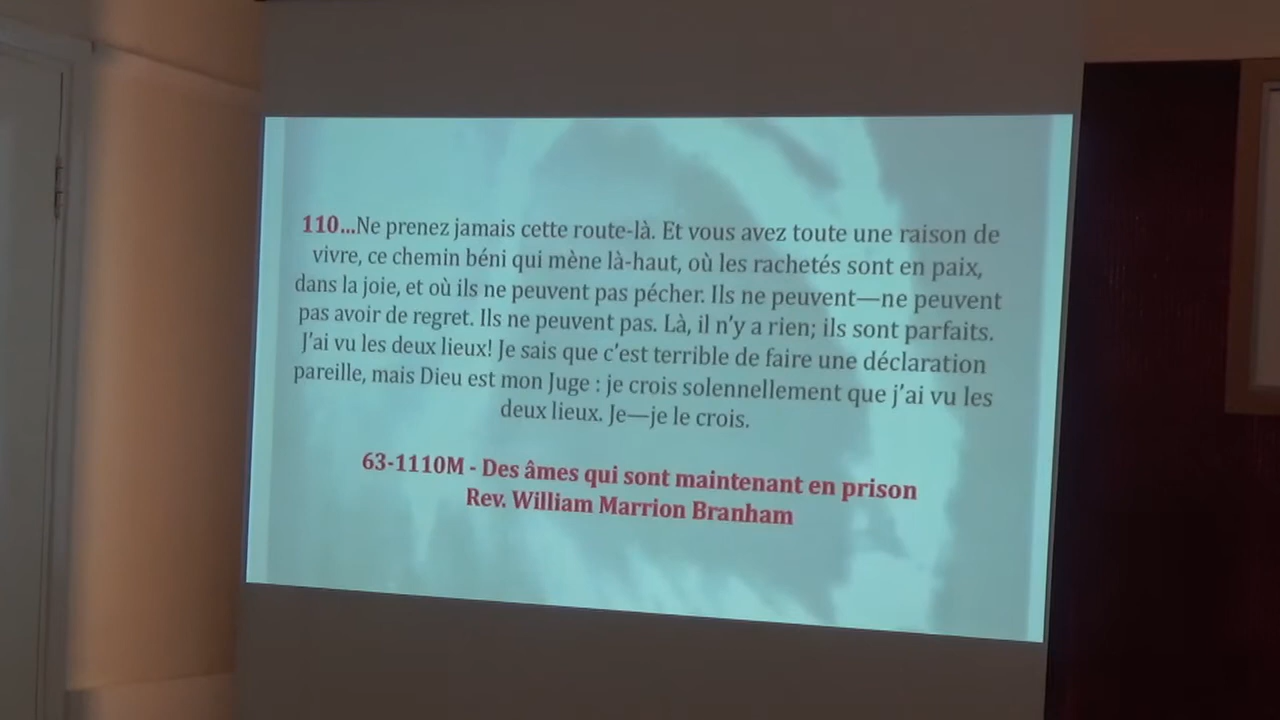 110...Ne prenez jamais cette route-là. Et vous avez toute une raison de
vivre, ce chemin béni qui mène là-haut, où les rachetés sont en paix,
dans la joie, et où ils ne peuvent pas pécher. Ils ne peuvent—ne peuvent
pas avoir de regret. Ils ne peuvent pas. Là, il n'y a rien; ils sont parfaits.
J'ai vu les deux lieux! Je sais que c'est terrible de faire une déclaration
pareille, mais Dieu est mon Juge : je crois solennellement que j'ai vu les
deux lieux. Je—je le crois.
63-1110M - Des âmes qui sont maintenant en prison
Rev. William Marrion Branham